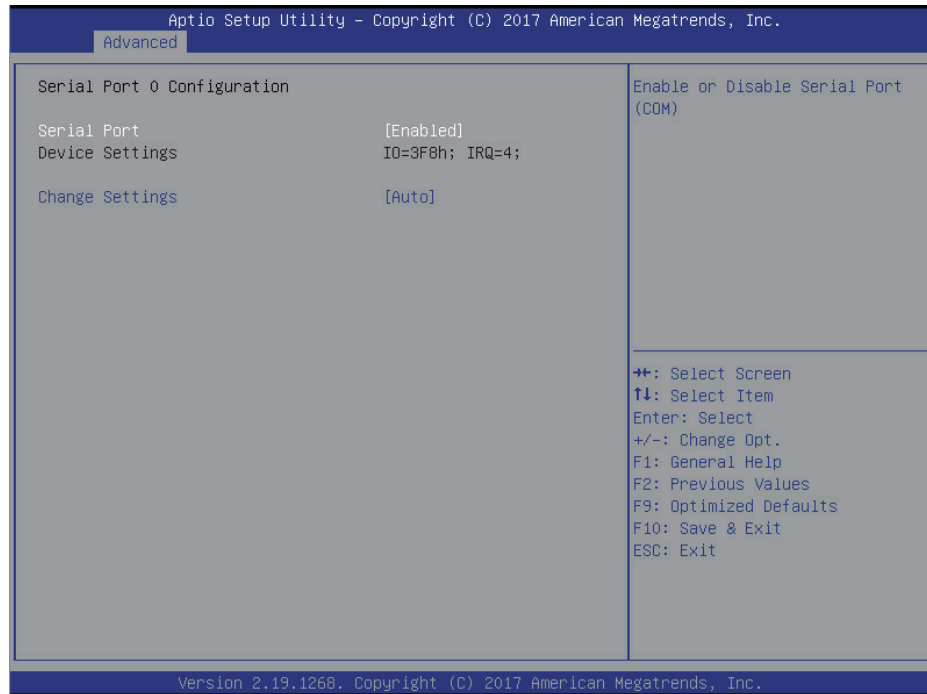 Aptio Setup Utility – Copyright (C) 2017 American Megatrends, Inc.
Advanced
Serial Port 0 Configuration
Serial Port [Enabled]
Device Settings IO=3F8h; IRQ=4;
Change Settings [Auto]
Enable or Disable Serial Port
(COM)
→←: Select Screen
↑↓: Select Item
Enter: Select
+/-: Change Opt.
F1: General Help
F2: Previous Values
F9: Optimized Defaults
F10: Save & Exit
ESC: Exit
Version 2.19.1268. Copyright (C) 2017 American Megatrends, Inc.